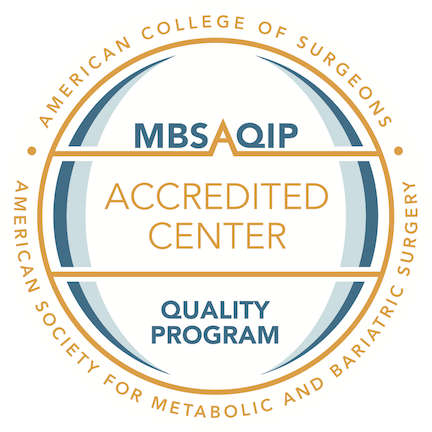 AMERICAN COLLEGE OF SURGEONS
MBSAQIP
ACCREDITED
CENTER
QUALITY
PROGRAM
AMERICAN SOCIETY FOR METABOLIC AND BARIATRIC SURGERY